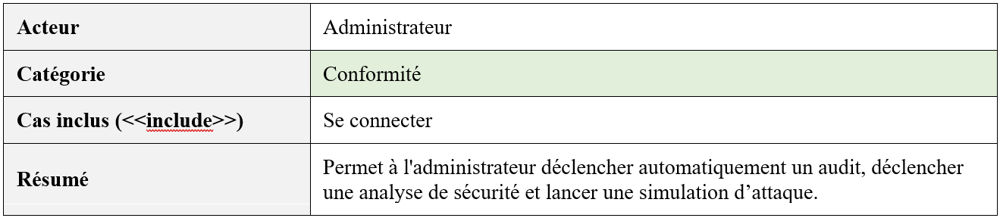 Acteur
Administrateur
Catégorie
Conformité
Cas inclus (<<include>>)
Se connecter
Résumé
Permet à l'administrateur déclencher automatiquement un audit, déclencher
une analyse de sécurité et lancer une simulation d’attaque.